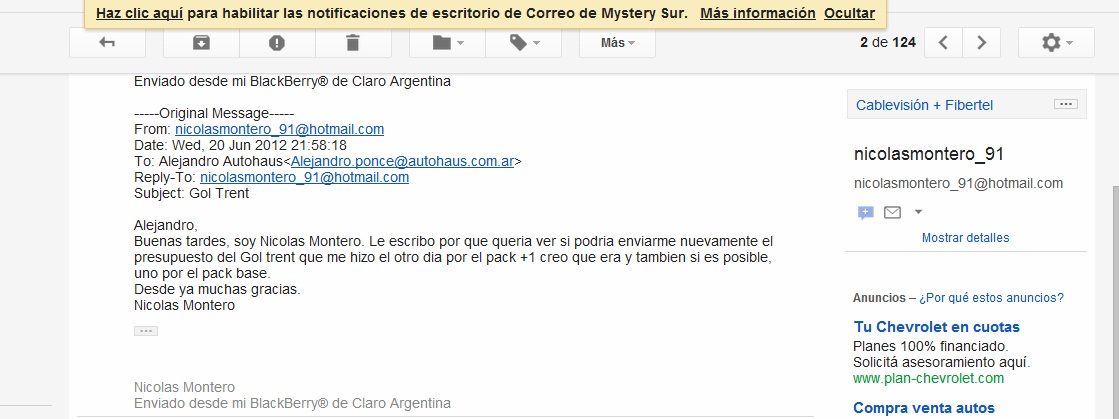 Haz clic aquí para habilitar las notificaciones de escritorio de Correo de Mystery Sur. Más información Ocultar
Más
2 de 124
Enviado desde mi BlackBerry® de Claro Argentina
-----Original Message-----
From: nicolasmontero_91@hotmail.com
Date: Wed, 20 Jun 2012 21:58:18
To: Alejandro Autohaus<Alejandro.ponce@autohaus.com.ar>
Reply-To: nicolasmontero_91@hotmail.com
Subject: Gol Trent
Alejandro,
Buenas tardes, soy Nicolas Montero. Le escribo por que queria ver si podria enviarme nuevamente el
presupuesto del Gol trent que me hizo el otro dia por el pack +1 creo que era y tambien si es posible,
uno por el pack base.
Desde ya muchas gracias.
Nicolas Montero
Nicolas Montero
Enviado desde mi BlackBerry® de Claro Argentina
Cablevisión + Fibertel
nicolasmontero_91
nicolasmontero_91@hotmail.com
Mostrar detalles
Anuncios – ¿Por qué estos anuncios?
Tu Chevrolet en cuotas
Planes 100% financiado.
Solicitá asesoramiento aquí.
www.plan-chevrolet.com
Compra venta autos